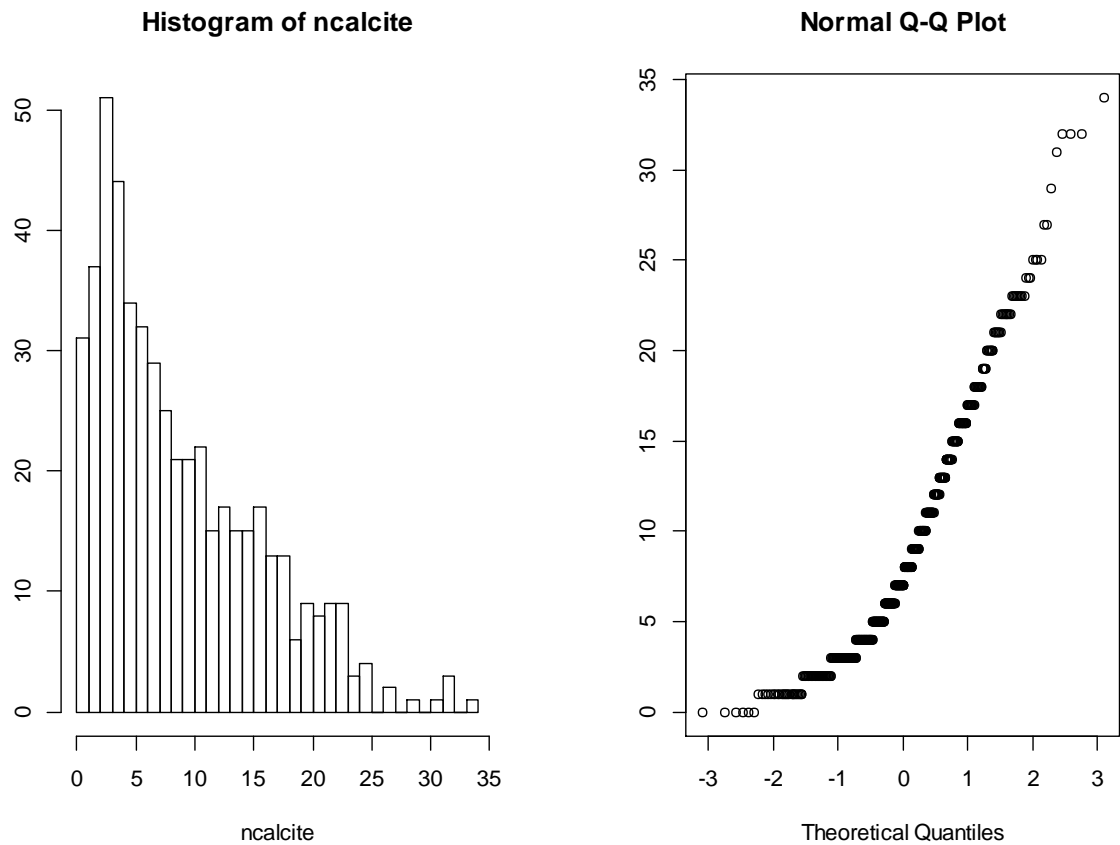 Histogram of ncalcite
50
40
30
20
10
0
0 5 10 15 20 25 30 35
ncalcite
Normal Q-Q Plot
35
30
25
20
15
10
5
0
-3 -2 -1 0 1 2 3
Theoretical Quantiles